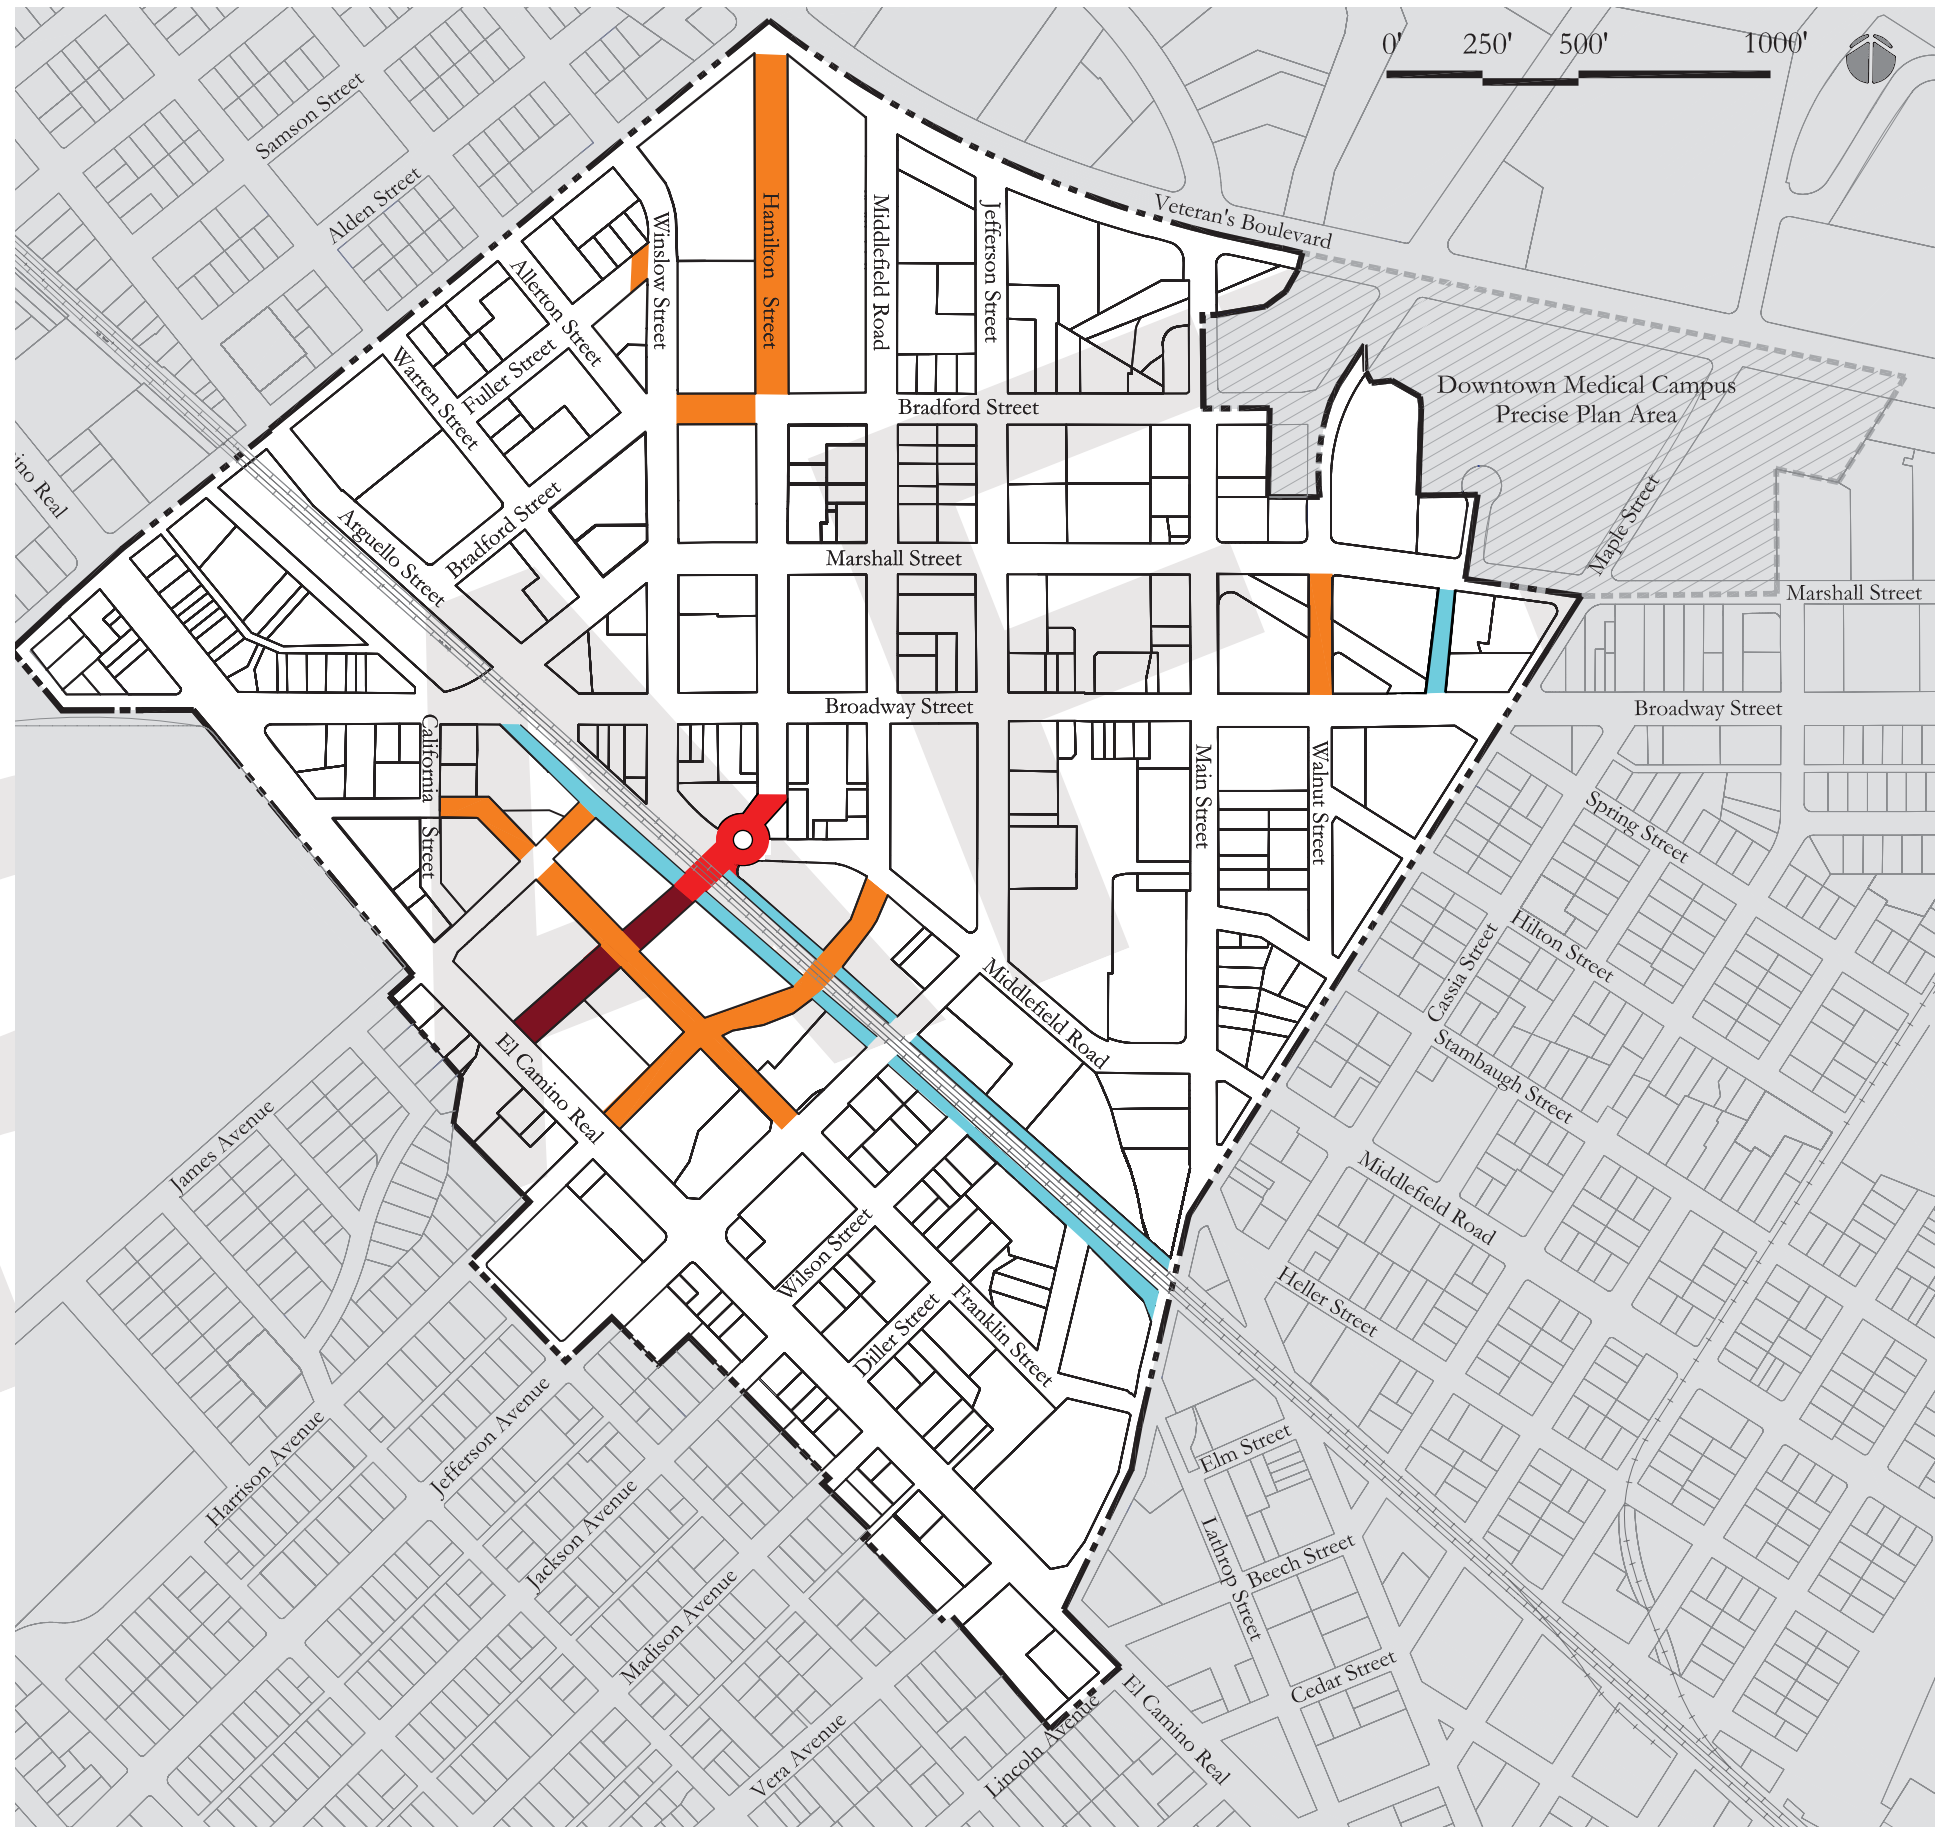 0' 250' 500' 1000'
Samson Street
Alden Street
Veteran's Boulevard
Hamilton Street
Middlefield Road
Jefferson Street
Winslow Street
Allerton Street
Fuller Street
Warren Street
Downtown Medical Campus
Precise Plan Area
Bradford Street
ino Real
Arguello Street
Bradford Street
Marshall Street
Maple Street
Marshall Street
Broadway Street
Broadway Street
California Street
Main Street
Walnut Street
Spring Street
Hilton Street
Cassia Street
Middlefield Road
Stambaugh Street
El Camino Real
James Avenue
Middlefield Road
Wilson Street
Heller Street
Franklin Street
Diller Street
Jefferson Avenue
Harrison Avenue
Elm Street
Jackson Avenue
Lathrop Street
Beech Street
Madison Avenue
Cedar Street
El Camino Real
Vera Avenue
Lincoln Avenue